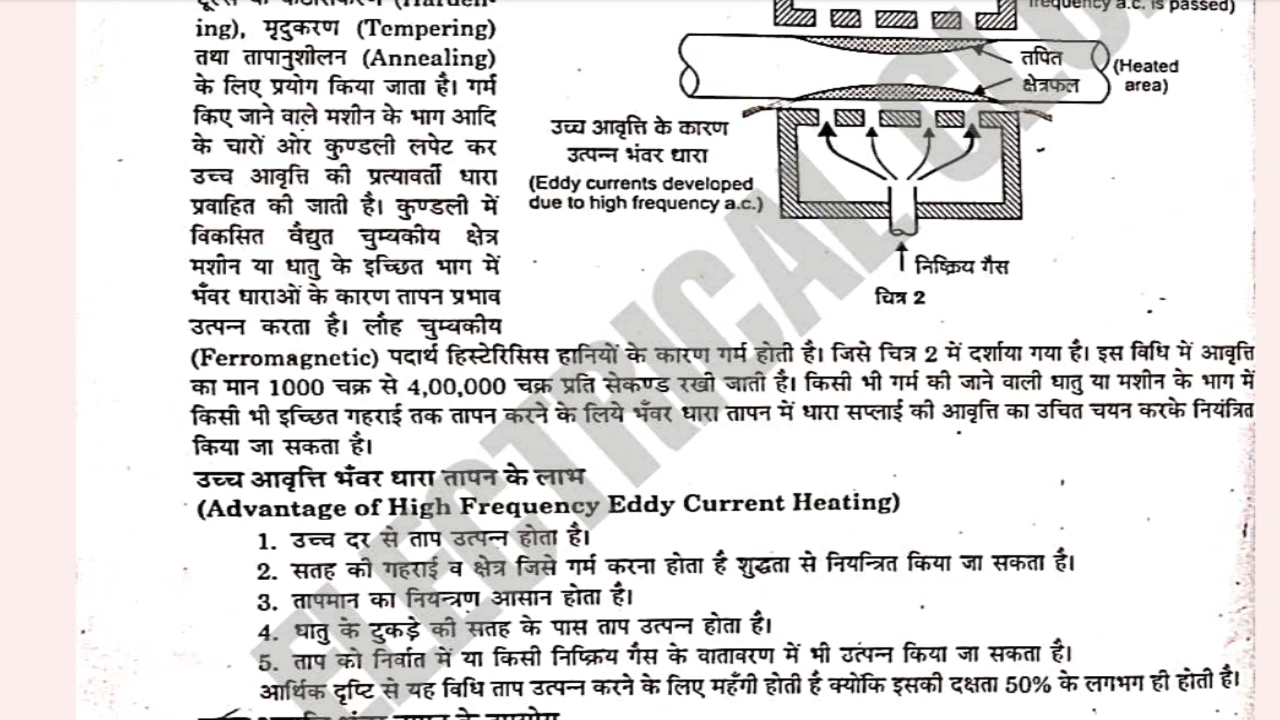 ing), मृदुकरण (Tempering)
तथा तापानुशीलन (Annealing)
के लिए प्रयोग किया जाता है। गर्म
किए जाने वाले मशीन के भाग आदि
के चारों ओर कुण्डली लपेट कर
उच्च आवृत्ति की प्रत्यावर्ती धारा
प्रवाहित की जाती है। कुण्डली में
विकसित वैद्युत चुम्बकीय क्षेत्र
मशीन या धातु के इच्छित भाग में
भँवर धाराओं के कारण तापन प्रभाव
उत्पन्न करता है। लौह चुम्बकीय
frequency a.c. is passed)
तपित
क्षेत्रफल
(Heated
area)
उच्च आवृत्ति के कारण
उत्पन्न भंवर धारा
(Eddy currents developed
due to high frequency a.c.)
निष्क्रिय गैस
चित्र 2
(Ferromagnetic) पदार्थ हिस्टेरिसिस हानियों के कारण गर्म होती है। जिसे चित्र 2 में दर्शाया गया है। इस विधि में आवृत्ति
का मान 1000 चक्र से 4,00,000 चक्र प्रति सेकण्ड रखी जाती है। किसी भी गर्म की जाने वाली धातु या मशीन के भाग में
किसी भी इच्छित गहराई तक तापन करने के लिये भँवर धारा तापन में धारा सप्लाई की आवृत्ति का उचित चयन करके नियंत्रित
किया जा सकता है।
उच्च आवृत्ति भँवर धारा तापन के लाभ
(Advantage of High Frequency Eddy Current Heating)
1. उच्च दर से ताप उत्पन्न होता है।
2. सतह की गहराई व क्षेत्र जिसे गर्म करना होता है शुद्धता से नियन्त्रित किया जा सकता है।
3. तापमान का नियन्त्रण आसान होता है।
4. धातु के टुकड़े की सतह के पास ताप उत्पन्न होता है।
5. ताप को निर्वात में या किसी निष्क्रिय गैस के वातावरण में भी उत्पन्न किया जा सकता है।
आर्थिक दृष्टि से यह विधि ताप उत्पन्न करने के लिए महँगी होती है क्योंकि इसकी दक्षता 50% के लगभग ही होती है।
ELECTRICAL